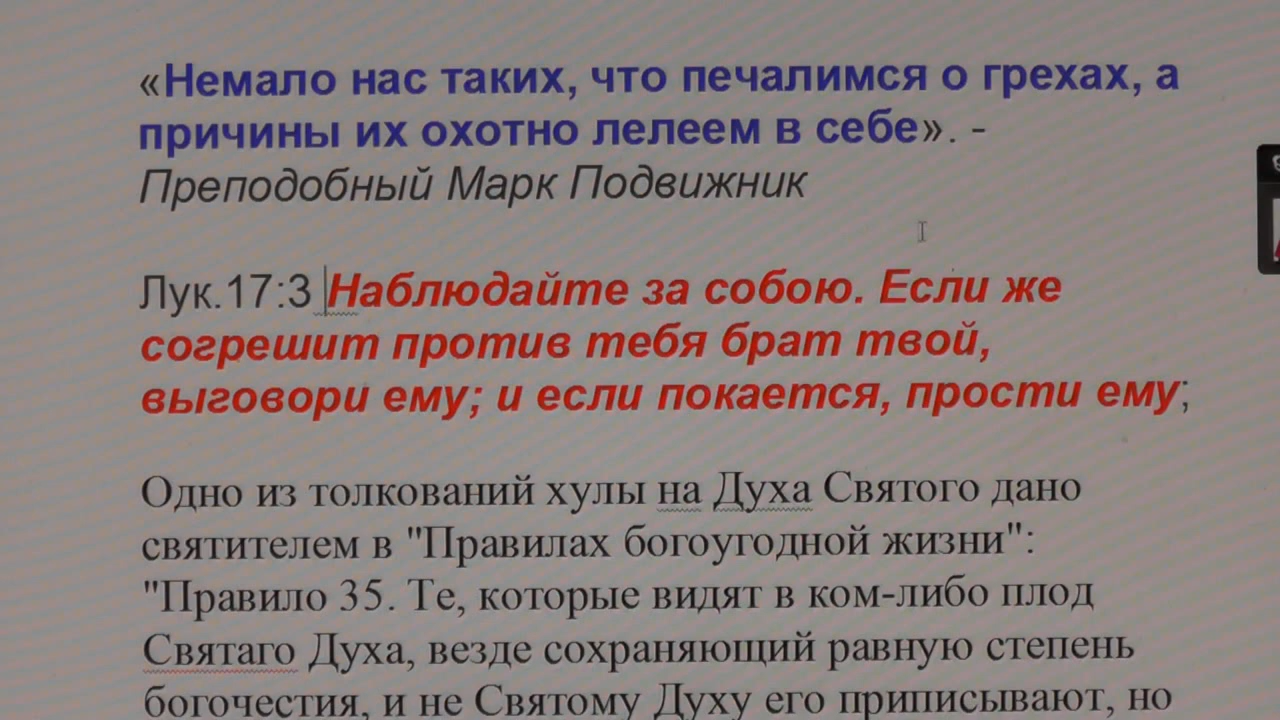 «Немало нас таких, что печалимся о грехах, а
причины их охотно лелеем в себе». -
Преподобный Марк Подвижник
Лук.17:3 Наблюдайте за собою. Если же
согрешит против тебя брат твой,
выговори ему; и если покается, прости ему;
Одно из толкований хулы на Духа Святого дано
святителем в "Правилах богоугодной жизни":
"Правило 35. Те, которые видят в ком-либо плод
Святаго Духа, везде сохраняющий равную степень
богочестия, и не Святому Духу его приписывают, но